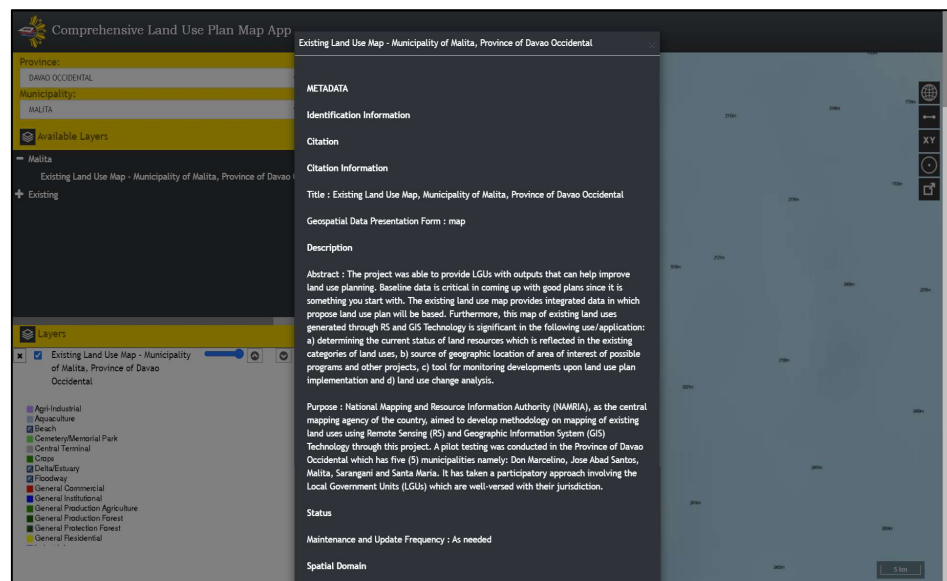 Comprehensive Land Use Plan Map App
Province:
DAVAO OCCIDENTAL
Municipality:
MALITA
Available Layers
Malita
Existing Land Use Map - Municipality of Malita, Province of Davao
Existing
Layers
Existing Land Use Map - Municipality
of Malita, Province of Davao
Occidental
Agri-Industrial
Aquaculture
Beach
Cemetery/Memorial Park
Central Terminal
Crops
Delta/Estuary
Floodway
General Commercial
General Institutional
General Production Agriculture
General Production Forest
General Protection Forest
General Residential
Existing Land Use Map - Municipality of Malita, Province of Davao Occidental
METADATA
Identification Information
Citation
Citation Information
Title : Existing Land Use Map, Municipality of Malita, Province of Davao Occidental
Geospatial Data Presentation Form : map
Description
Abstract : The project was able to provide LGUs with outputs that can help improve
land use planning. Baseline data is critical in coming up with good plans since it is
something you start with. The existing land use map provides integrated data in which
propose land use plan will be based. Furthermore, this map of existing land uses
generated through RS and GIS Technology is significant in the following use/application:
a) determining the current status of land resources which is reflected in the existing
categories of land uses, b) source of geographic location of area of interest of possible
programs and other projects, c) tool for monitoring developments upon land use plan
implementation and d) land use change analysis.
Purpose : National Mapping and Resource Information Authority (NAMRIA), as the central
mapping agency of the country, aimed to develop methodology on mapping of existing
land uses using Remote Sensing (RS) and Geographic Information System (GIS)
Technology through this project. A pilot testing was conducted in the Province of Davao
Occidental which has five (5) municipalities namely: Don Marcelino, Jose Abad Santos,
Malita, Sarangani and Santa Maria. It has taken a participatory approach involving the
Local Government Units (LGUs) which are well-versed with their jurisdiction.
Status
Maintenance and Update Frequency : As needed
Spatial Domain
XY
5 km